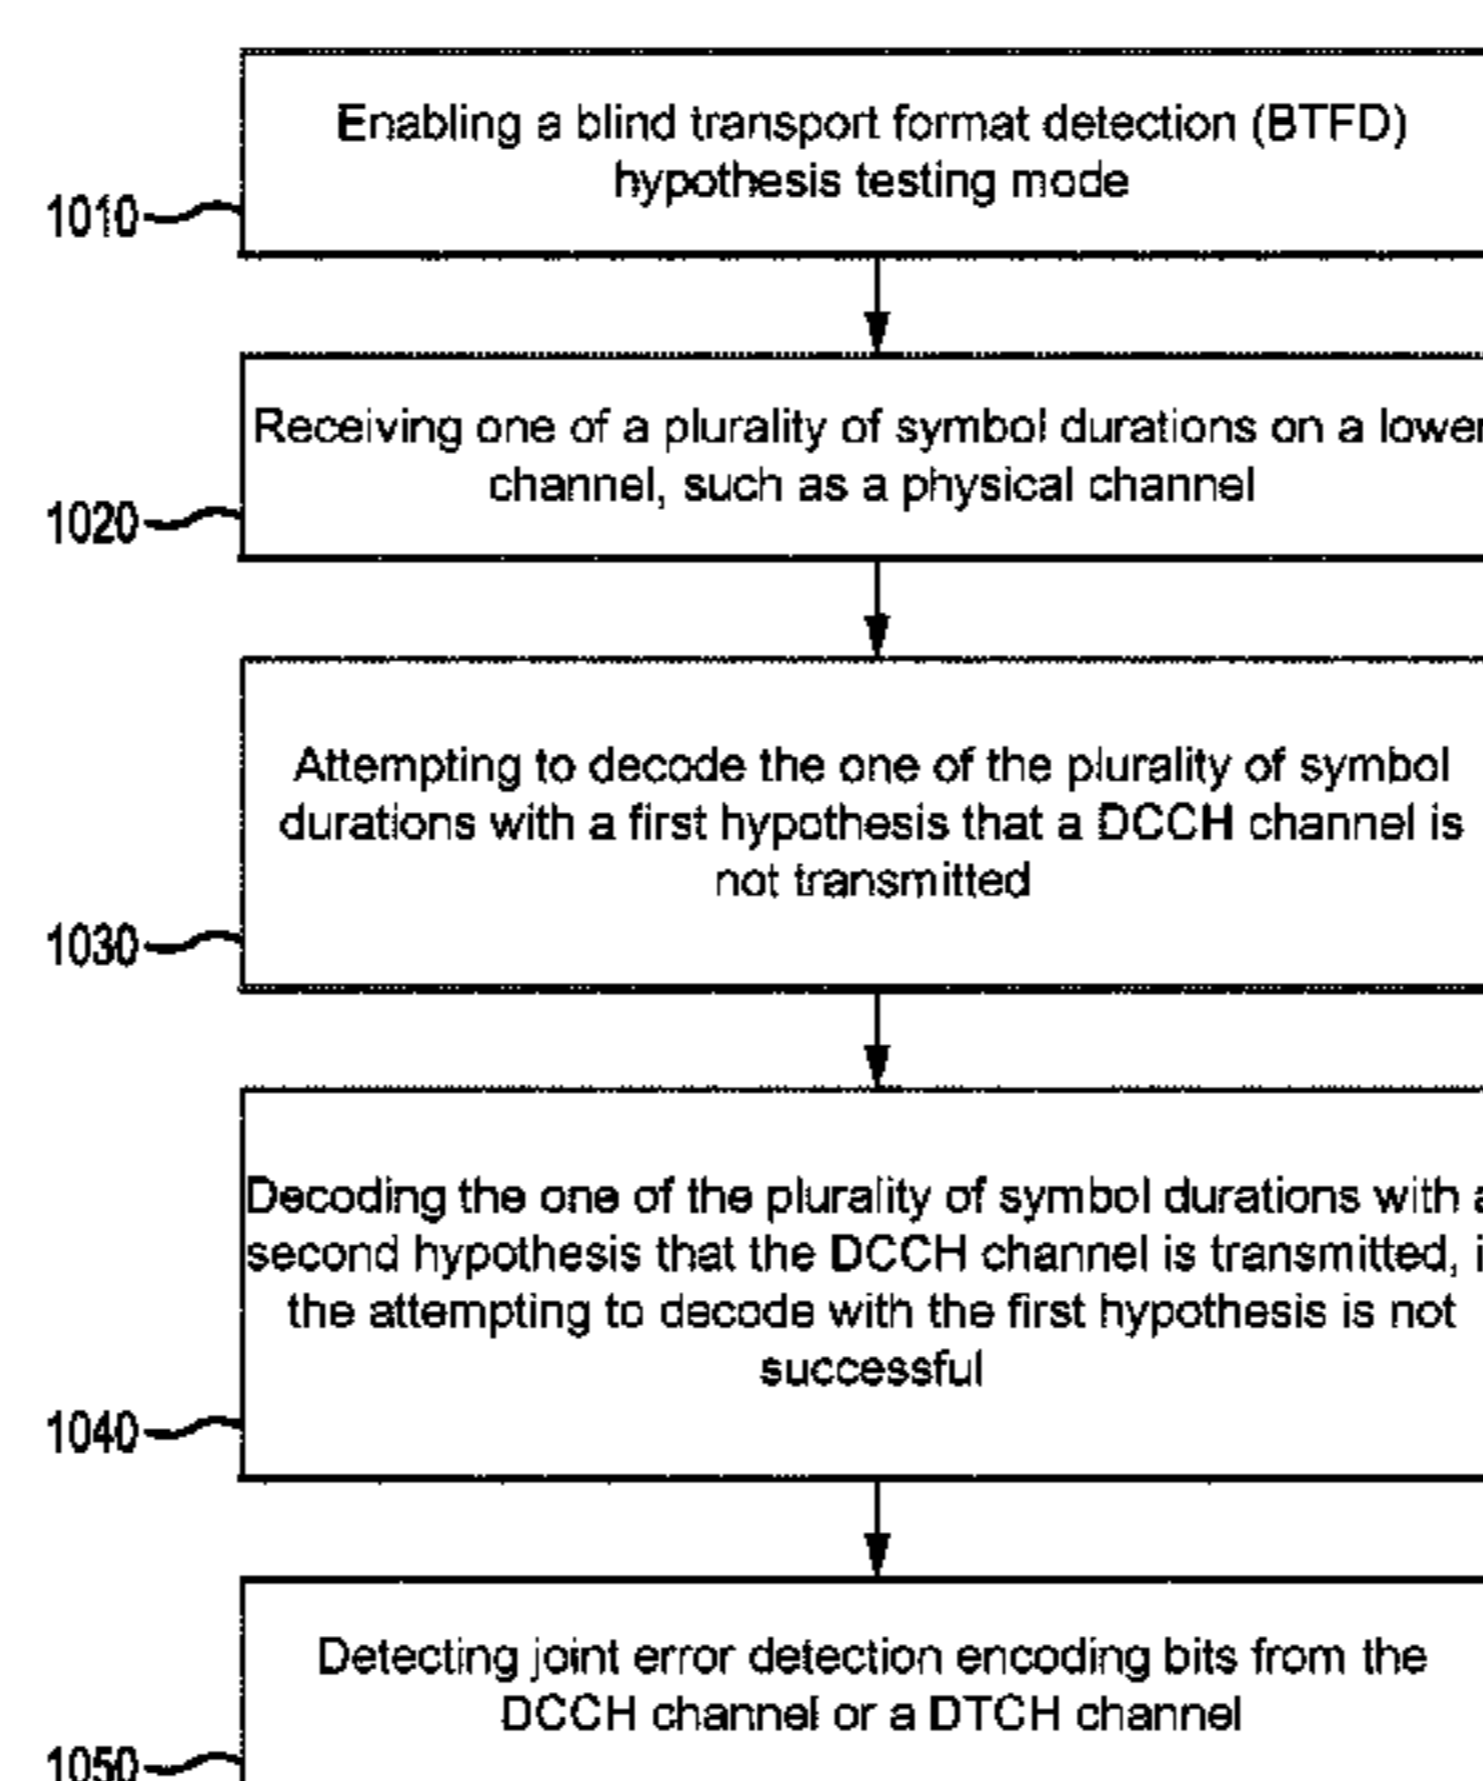 Enabling a blind transport format detection (BTFD)
hypothesis testing mode
1010
Receiving one of a plurality of symbol durations on a lower
channel, such as a physical channel
1020
Attempting to decode the one of the plurality of symbol
durations with a first hypothesis that a DCCH channel is
not transmitted
1030
Decoding the one of the plurality of symbol durations with a
second hypothesis that the DCCH channel is transmitted,
the attempting to decode with the first hypothesis is not
successful
1040
Detecting joint error detection encoding bits from the
DCCH channel or a DTCH channel
1050